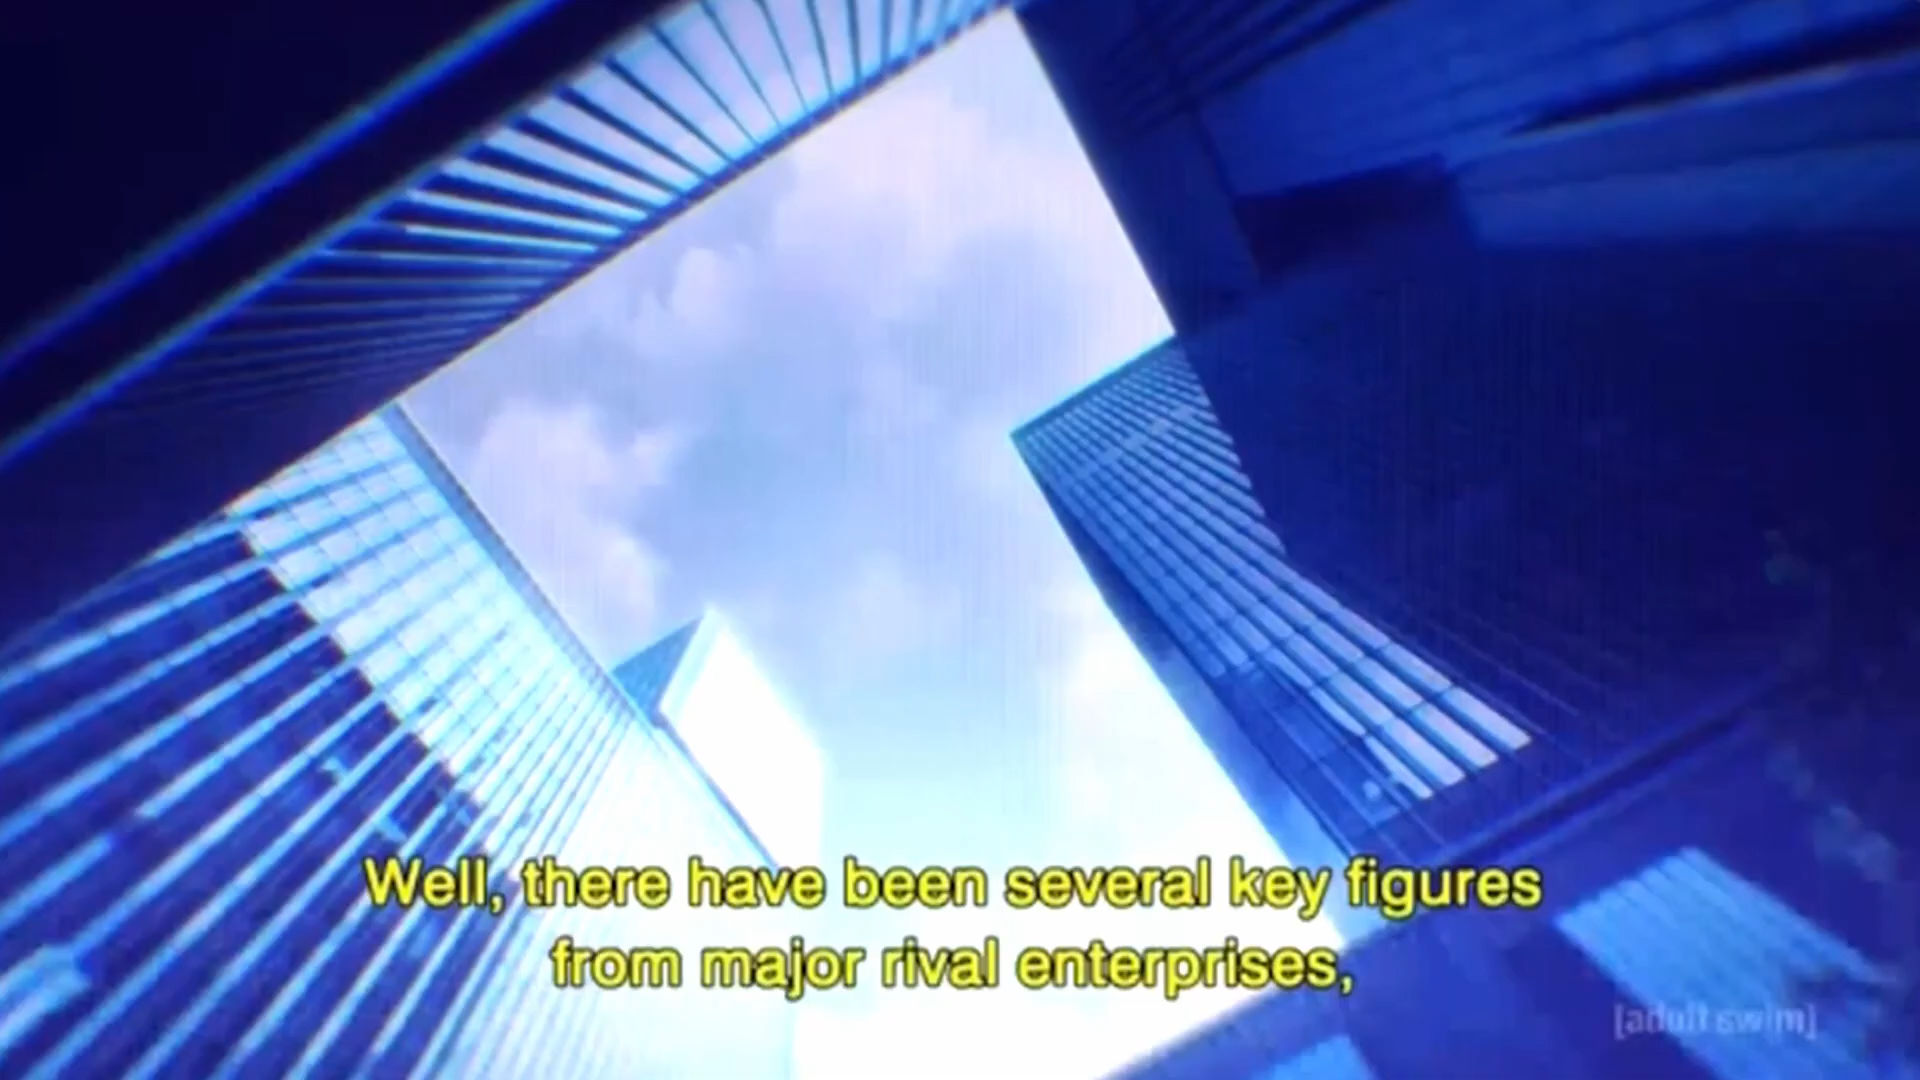 Well, there have been several key figures
from major rival enterprises,
[adult swim]